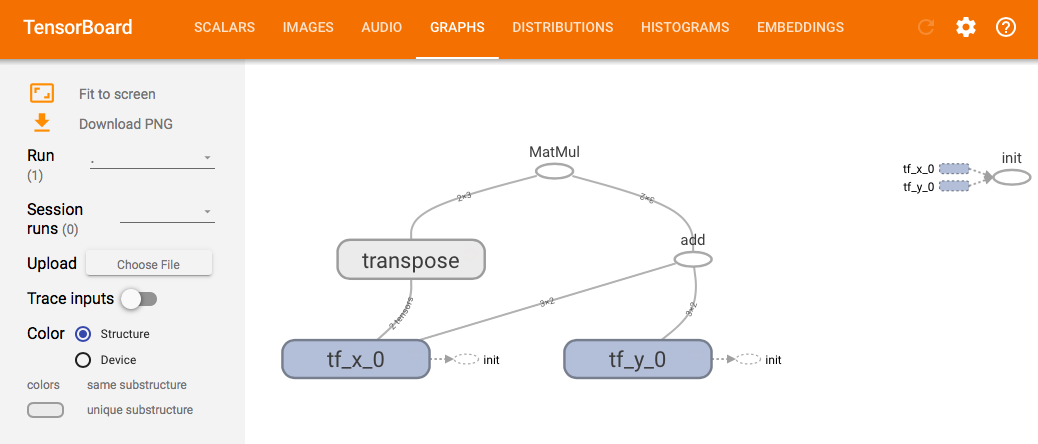 TensorBoard SCALARS IMAGES AUDIO GRAPHS DISTRIBUTIONS HISTOGRAMS EMBEDDINGS
Fit to screen
Download PNG
Run
(1)
.
Session
runs (0)
Upload Choose File
Trace inputs
Color Structure
Device
colors same substructure
unique substructure
MatMul
2×3
3×2
transpose
add
2 tensors
3×2
3×2
tf_x_0
init
tf_y_0
init
init
tf_x_0
tf_y_0